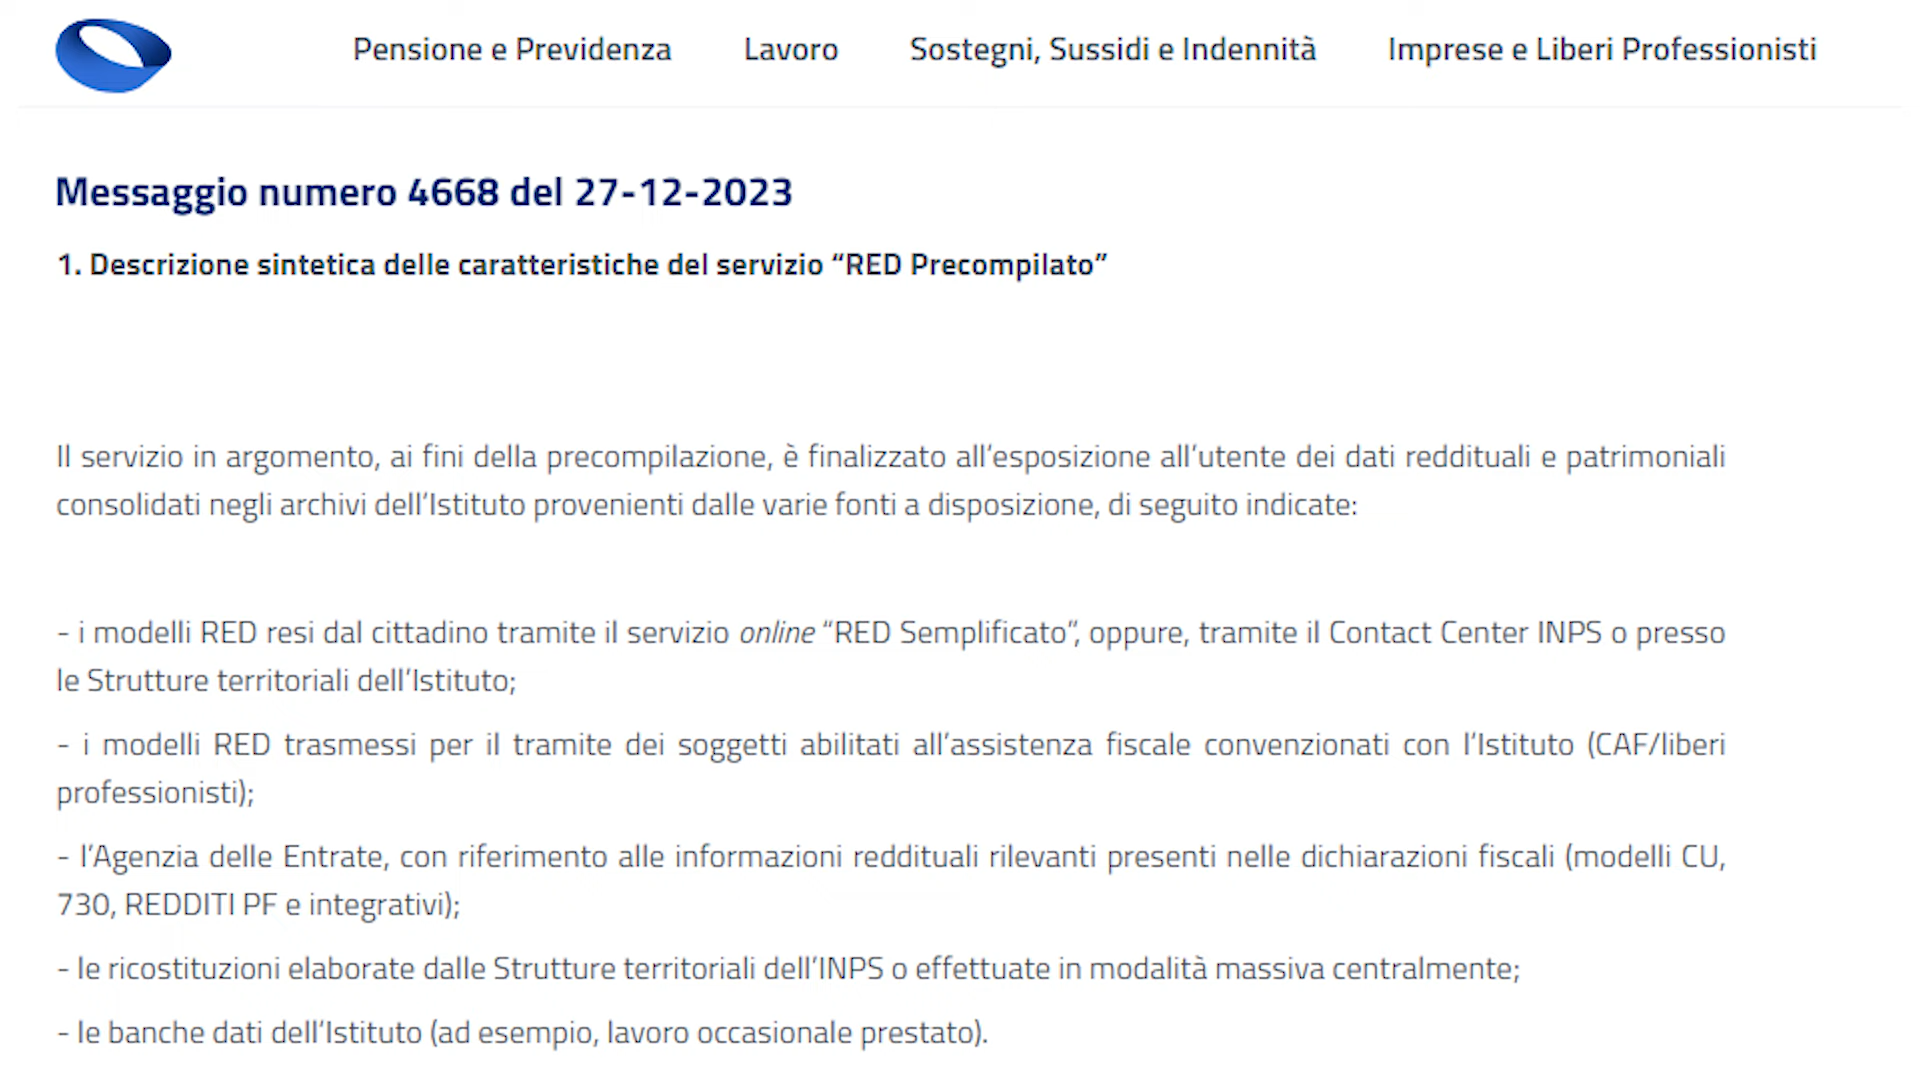 Pensione e Previdenza Lavoro Sostegni, Sussidi e Indennità Imprese e Liberi Professionisti
Messaggio numero 4668 del 27-12-2023
1. Descrizione sintetica delle caratteristiche del servizio “RED Precompilato”
Il servizio in argomento, ai fini della precompilazione, è finalizzato all’esposizione all’utente dei dati reddituali e patrimoniali
consolidati negli archivi dell’Istituto provenienti dalle varie fonti a disposizione, di seguito indicate:
- i modelli RED resi dal cittadino tramite il servizio online “RED Semplificato”, oppure, tramite il Contact Center INPS o presso
le Strutture territoriali dell’Istituto;
- i modelli RED trasmessi per il tramite dei soggetti abilitati all’assistenza fiscale convenzionati con l’Istituto (CAF/liberi
professionisti);
- l’Agenzia delle Entrate, con riferimento alle informazioni reddituali rilevanti presenti nelle dichiarazioni fiscali (modelli CU,
730, REDDITI PF e integrativi);
- le ricostituzioni elaborate dalle Strutture territoriali dell’INPS o effettuate in modalità massiva centralmente;
- le banche dati dell’Istituto (ad esempio, lavoro occasionale prestato).